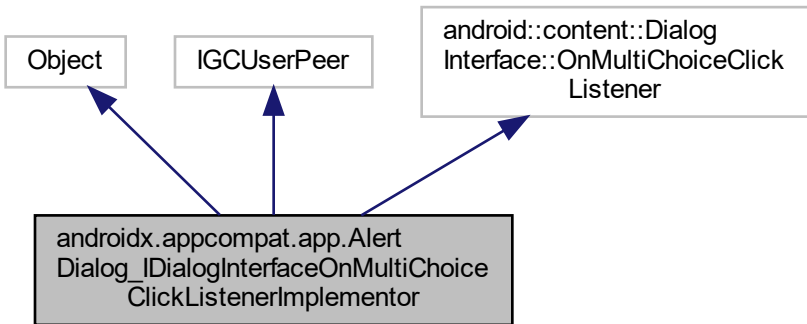 Object
IGCUserPeer
android::content::Dialog
Interface::OnMultiChoiceClick
Listener
androidx.appcompat.app.Alert
Dialog_IDialogInterfaceOnMultiChoice
ClickListenerImplementor